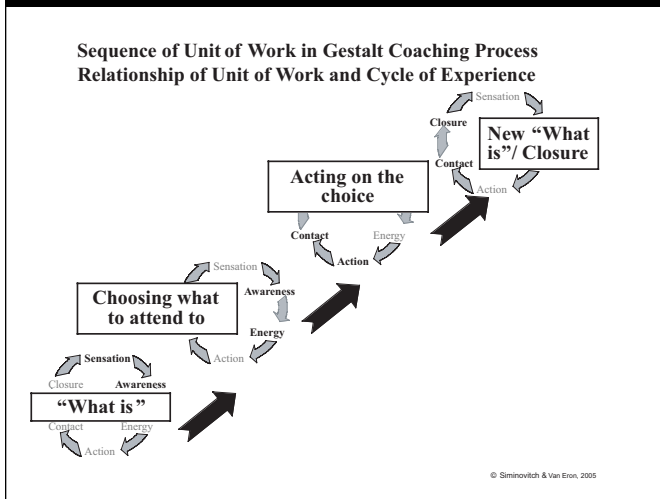 Sequence of Unit of Work in Gestalt Coaching Process
Relationship of Unit of Work and Cycle of Experience
Sensation
Closure
New “What
is”/ Closure
Contact
Action
Acting on the
choice
Contact
Energy
Action
Sensation
Awareness
Choosing what
to attend to
Energy
Action
Sensation
Closure
Awareness
“What is”
Contact
Energy
Action
© Siminovitch & Van Eron, 2005